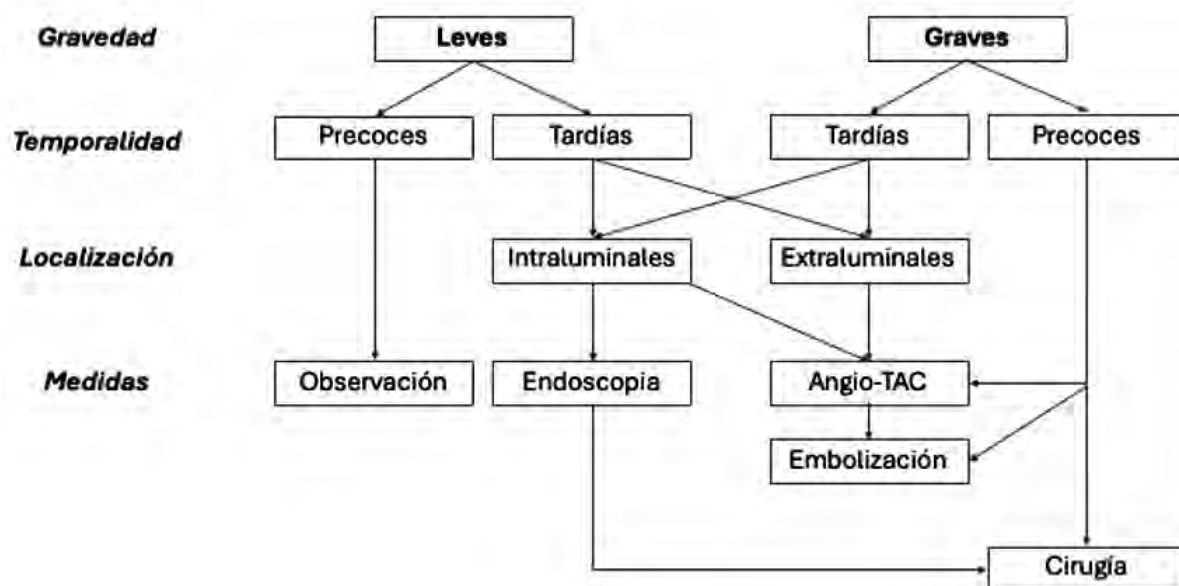 Gravedad
Leves
Graves
Temporalidad
Precoces
Tardías
Tardías
Precoces
Localización
Intraluminales
Extraluminales
Medidas
Observación
Endoscopia
Angio-TAC
Embolización
Cirugía